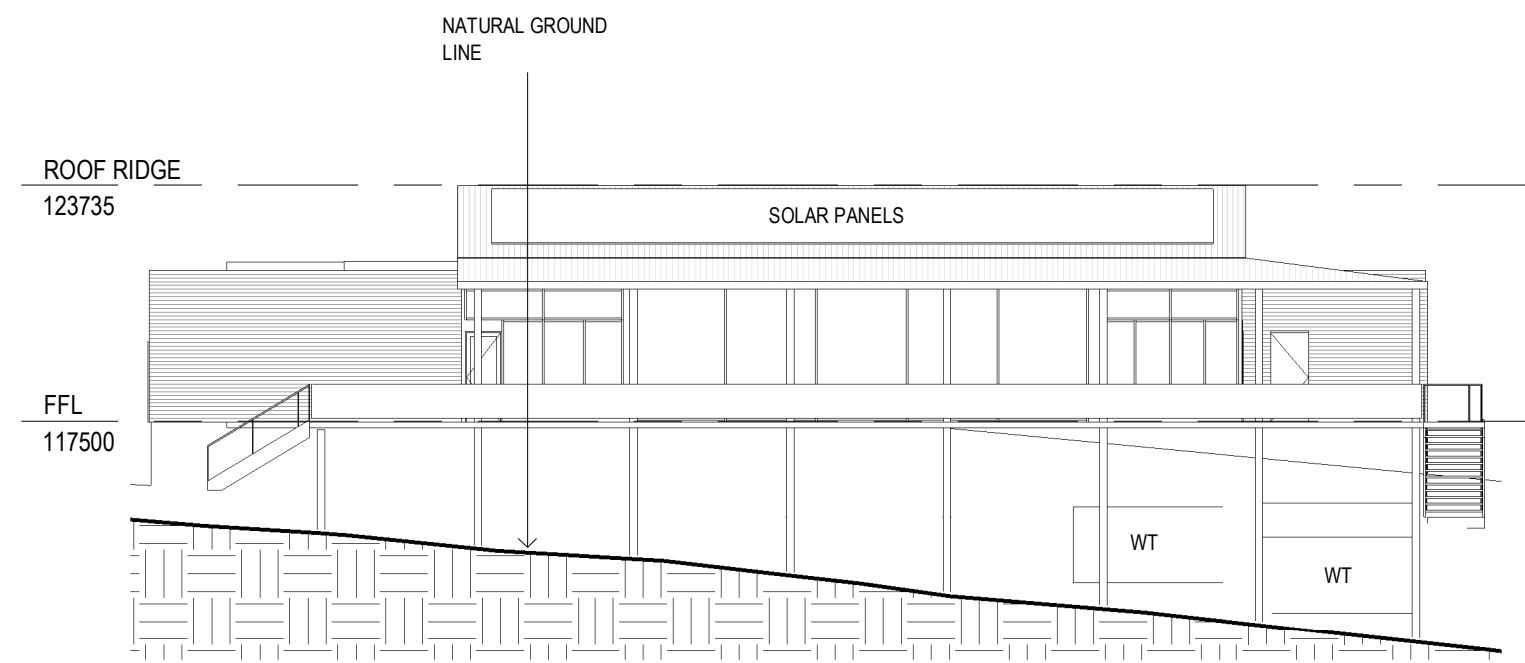 NATURAL GROUND
LINE
ROOF RIDGE
123735
SOLAR PANELS
FFL
117500
WT
WT